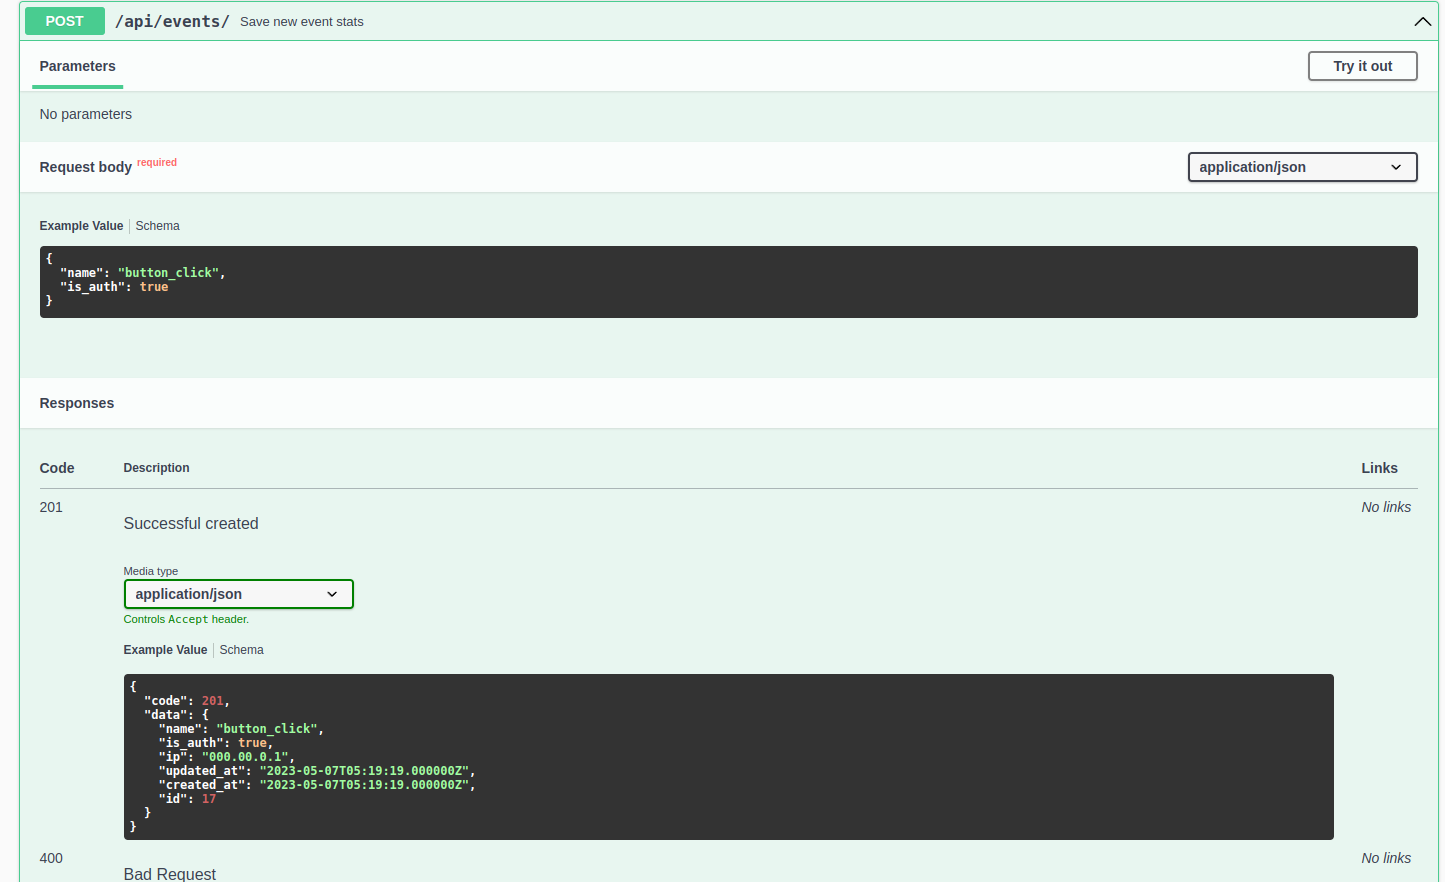 POST /api/events/ Save new event stats
Parameters
Try it out
No parameters
Request body required
application/json
Example Value Schema
{
  "name": "button_click",
  "is_auth": true
}
Responses
Code Description Links
201 Successful created No links
Media type
application/json
Controls Accept header.
Example Value Schema
{
  "code": 201,
  "data": {
    "name": "button_click",
    "is_auth": true,
    "ip": "000.00.0.1",
    "updated_at": "2023-05-07T05:19:19.000000Z",
    "created_at": "2023-05-07T05:19:19.000000Z",
    "id": 17
  }
}
400 Bad Request No links